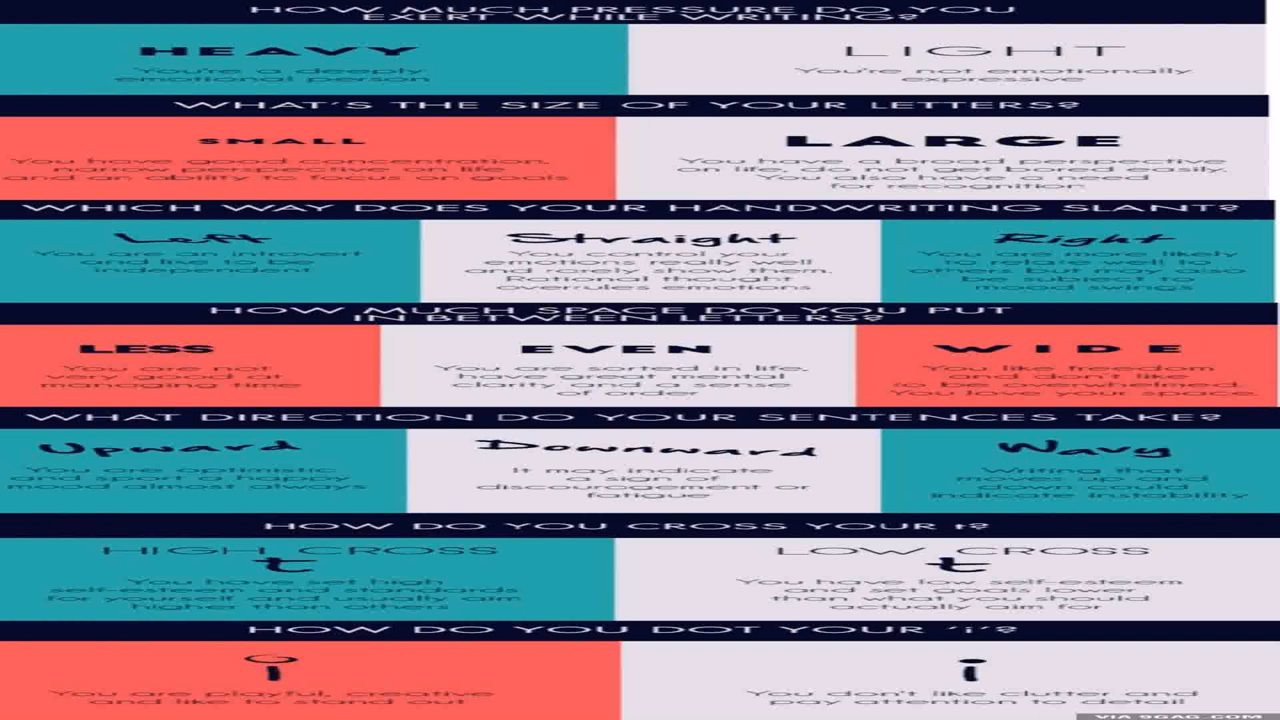 HOW MUCH PRESSURE DO YOU
EXERT WHILE WRITING?
HEAVY
You're a deeply
emotional person
LIGHT
You're not emotionally
expressive
WHAT'S THE SIZE OF YOUR LETTERS?
SMALL
You have good concentration,
narrow perspective on life
and an ability to focus on goals
LARGE
You have a broad perspective
on life, do not get bored easily.
You also have a need
for recognition
WHICH WAY DOES YOUR HANDWRITING SLANT?
Left
You are an introvert
and like to be
independent
Straight
You control your
emotions really well
and rarely show them.
Rational thought
overrules emotions
Right
You are more likely
to relate well to
others but may also
be subject to
mood swings
HOW MUCH SPACE DO YOU PUT
IN BETWEEN LETTERS?
LESS
You are not
very good at
managing time
EVEN
You are sorted in life,
have great mental
clarity and a sense
of order
WIDE
You like freedom
and don't like
to be overwhelmed.
You love your space.
WHAT DIRECTION DO YOUR SENTENCES TAKE?
Upward
You are optimistic
and sport a happy
mood almost always
Downward
It may indicate
a sign of
discouragement or
fatigue
Wavy
Writing that
moves up and
down could
indicate instability
HOW DO YOU CROSS YOUR t?
HIGH CROSS
t
You have set high
self-esteem and standards
for yourself and usually aim
higher than others
LOW CROSS
t
You have low self-esteem
and set goals lower
than what you should
actually aim for
HOW DO YOU DOT YOUR 'i'?
i
You are playful, creative
and like to stand out
i
You don't like clutter and
pay attention to detail
VIA 9GAG.COM